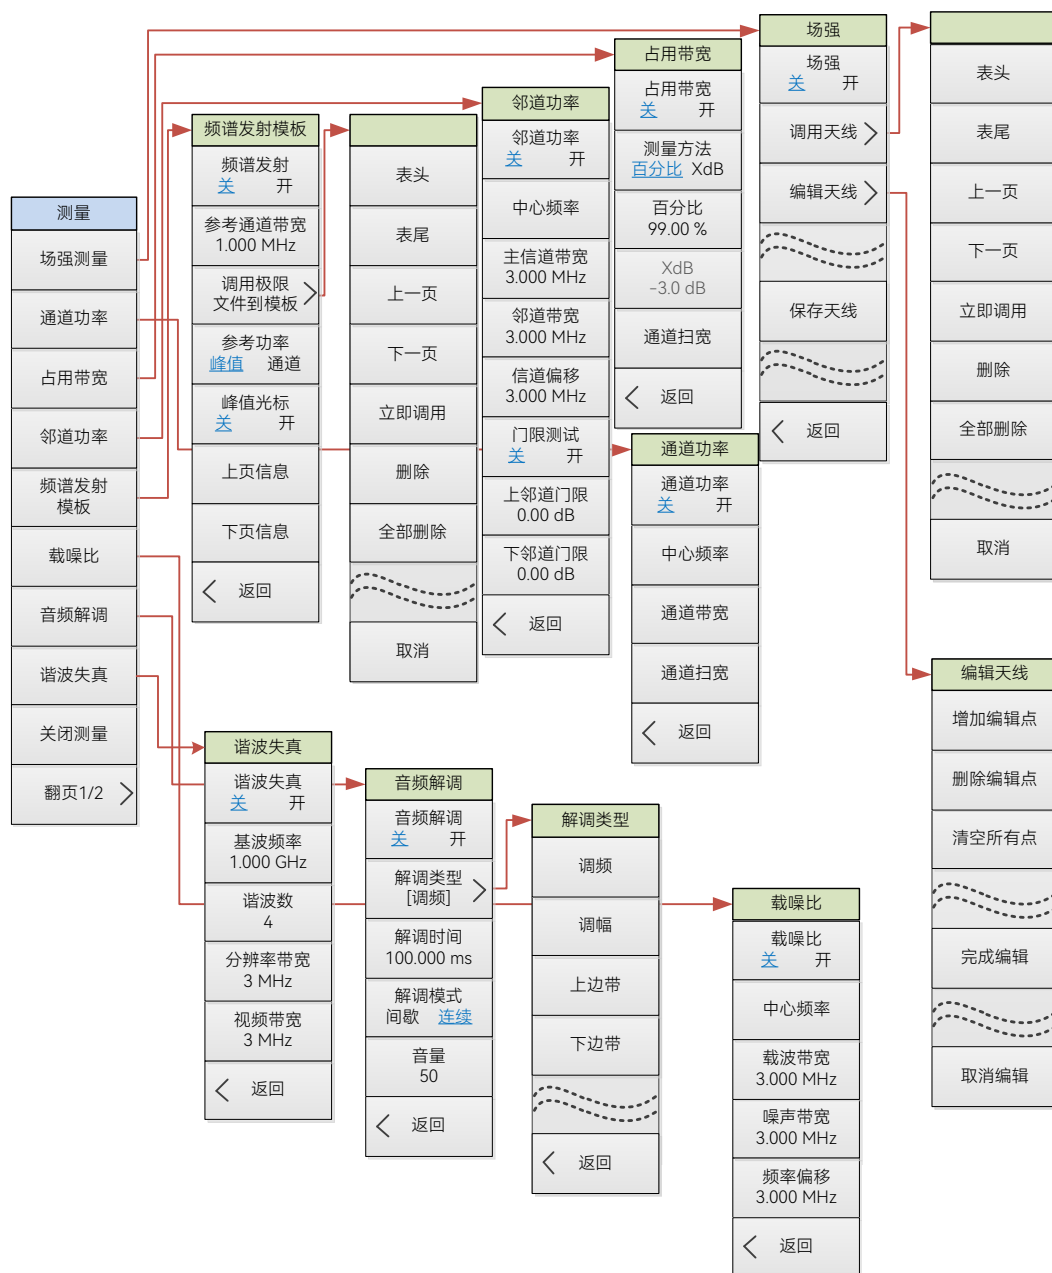 测量
场强测量
通道功率
占用带宽
邻道功率
频谱发射
模板
载噪比
音频解调
谐波失真
关闭测量
翻页1/2
频谱发射模板
频谱发射
关 开
参考通道带宽
1.000 MHz
调用极限
文件到模板
参考功率
峰值 通道
峰值光标
关 开
上页信息
下页信息
返回
表头
表尾
上一页
下一页
立即调用
删除
全部删除
取消
邻道功率
邻道功率
关 开
中心频率
主信道带宽
3.000 MHz
邻道带宽
3.000 MHz
信道偏移
3.000 MHz
门限测试
关 开
上邻道门限
0.00 dB
下邻道门限
0.00 dB
返回
占用带宽
占用带宽
关 开
测量方法
百分比 XdB
百分比
99.00 %
XdB
-3.0 dB
通道扫宽
返回
通道功率
通道功率
关 开
中心频率
通道带宽
通道扫宽
返回
场强
场强
关 开
调用天线
编辑天线
保存天线
返回
表头
表尾
上一页
下一页
立即调用
删除
全部删除
取消
编辑天线
增加编辑点
删除编辑点
清空所有点
完成编辑
取消编辑
谐波失真
谐波失真
关 开
基波频率
1.000 GHz
谐波数
4
分辨率带宽
3 MHz
视频带宽
3 MHz
返回
音频解调
音频解调
关 开
解调类型
[调频]
解调时间
100.000 ms
解调模式
间歇 连续
音量
50
返回
解调类型
调频
调幅
上边带
下边带
返回
载噪比
载噪比
关 开
中心频率
载波带宽
3.000 MHz
噪声带宽
3.000 MHz
频率偏移
3.000 MHz
返回